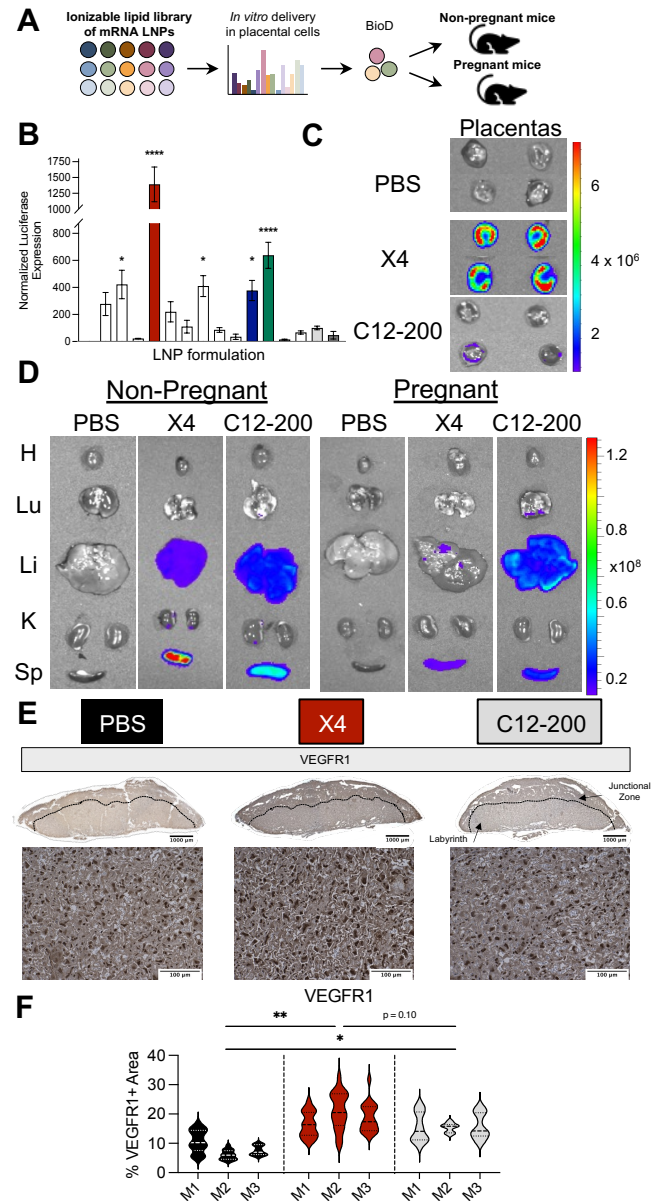 A
Ionizable lipid library
of mRNA LNPs
In vitro delivery
in placental cells
BioD
Non-pregnant mice
Pregnant mice
B
Normalized Luciferase
Expression
1750
1500
1250
1000
800
600
400
200
0
*
****
*
*
****
LNP formulation
C
Placentas
PBS
X4
C12-200
6
4 x 10⁶
2
D
Non-Pregnant
Pregnant
PBS
X4
C12-200
PBS
X4
C12-200
H
Lu
Li
K
Sp
1.2
0.8
x10⁸
0.6
0.2
E
PBS
X4
C12-200
VEGFR1
1000 μm
1000 μm
1000 μm
Junctional
Zone
Labyrinth
100 μm
100 μm
100 μm
F
VEGFR1
**
p = 0.10
*
% VEGFR1+ Area
40
30
20
10
0
M1
M2
M3
M1
M2
M3
M1
M2
M3